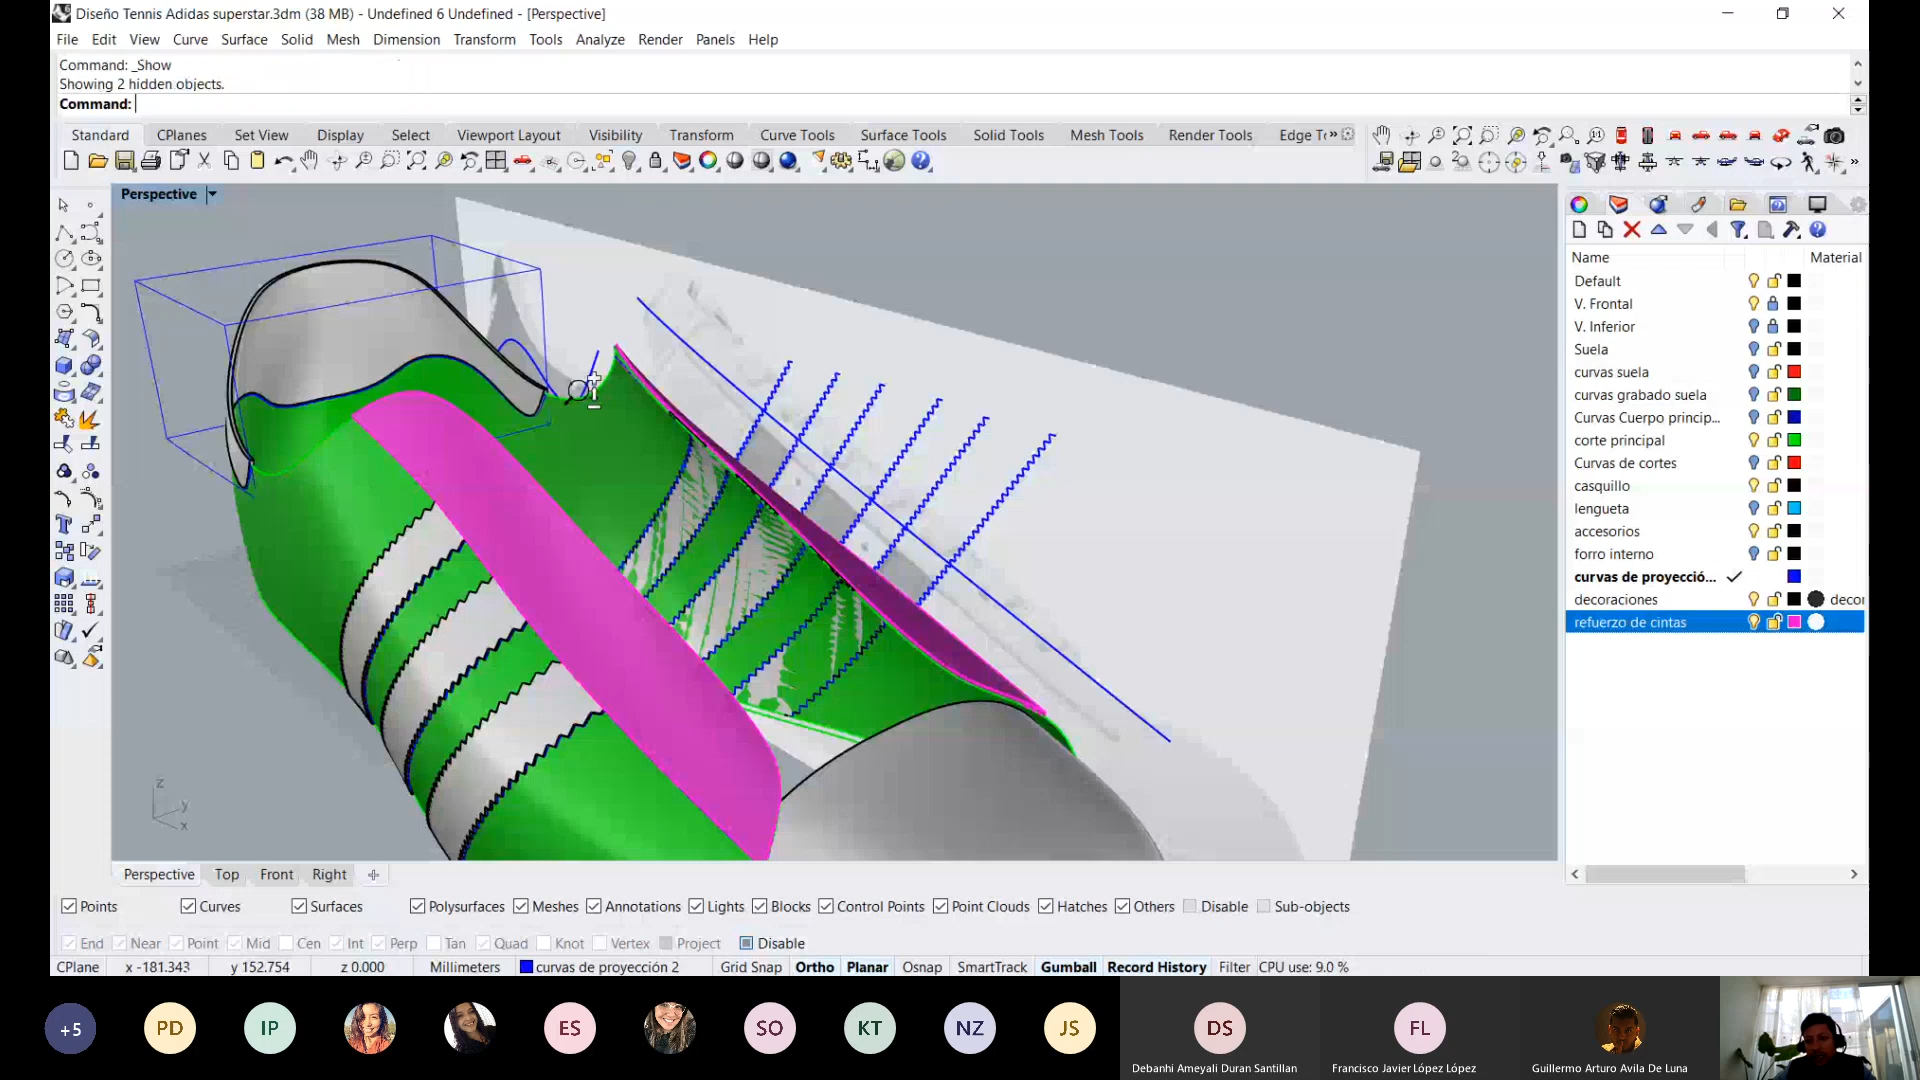 Diseño Tennis Adidas superstar.3dm (38 MB) - Undefined 6 Undefined - [Perspective]
File Edit View Curve Surface Solid Mesh Dimension Transform Tools Analyze Render Panels Help
Command: _Show
Showing 2 hidden objects.
Command:
Standard CPlanes Set View Display Select Viewport Layout Visibility Transform Curve Tools Surface Tools Solid Tools Mesh Tools Render Tools Edge T
Perspective
Name Material
Default
V. Frontal
V. Inferior
Suela
curvas suela
curvas grabado suela
Curvas Cuerpo princip...
corte principal
Curvas de cortes
casquillo
lengueta
accesorios
forro interno
curvas de proyecció...
decoraciones decor
refuerzo de cintas
z
y
x
Perspective Top Front Right
Points Curves Surfaces Polysurfaces Meshes Annotations Lights Blocks Control Points Point Clouds Hatches Others Disable Sub-objects
End Near Point Mid Cen Int Perp Tan Quad Knot Vertex Project Disable
CPlane x -181.343 y 152.754 z 0.000 Millimeters curvas de proyección 2 Grid Snap Ortho Planar Osnap SmartTrack Gumball Record History Filter CPU use: 9.0 %
+5 PD IP ES SO KT NZ JS DS FL
Debanhi Ameyali Duran Santillan Francisco Javier López López Guillermo Arturo Avila De Luna